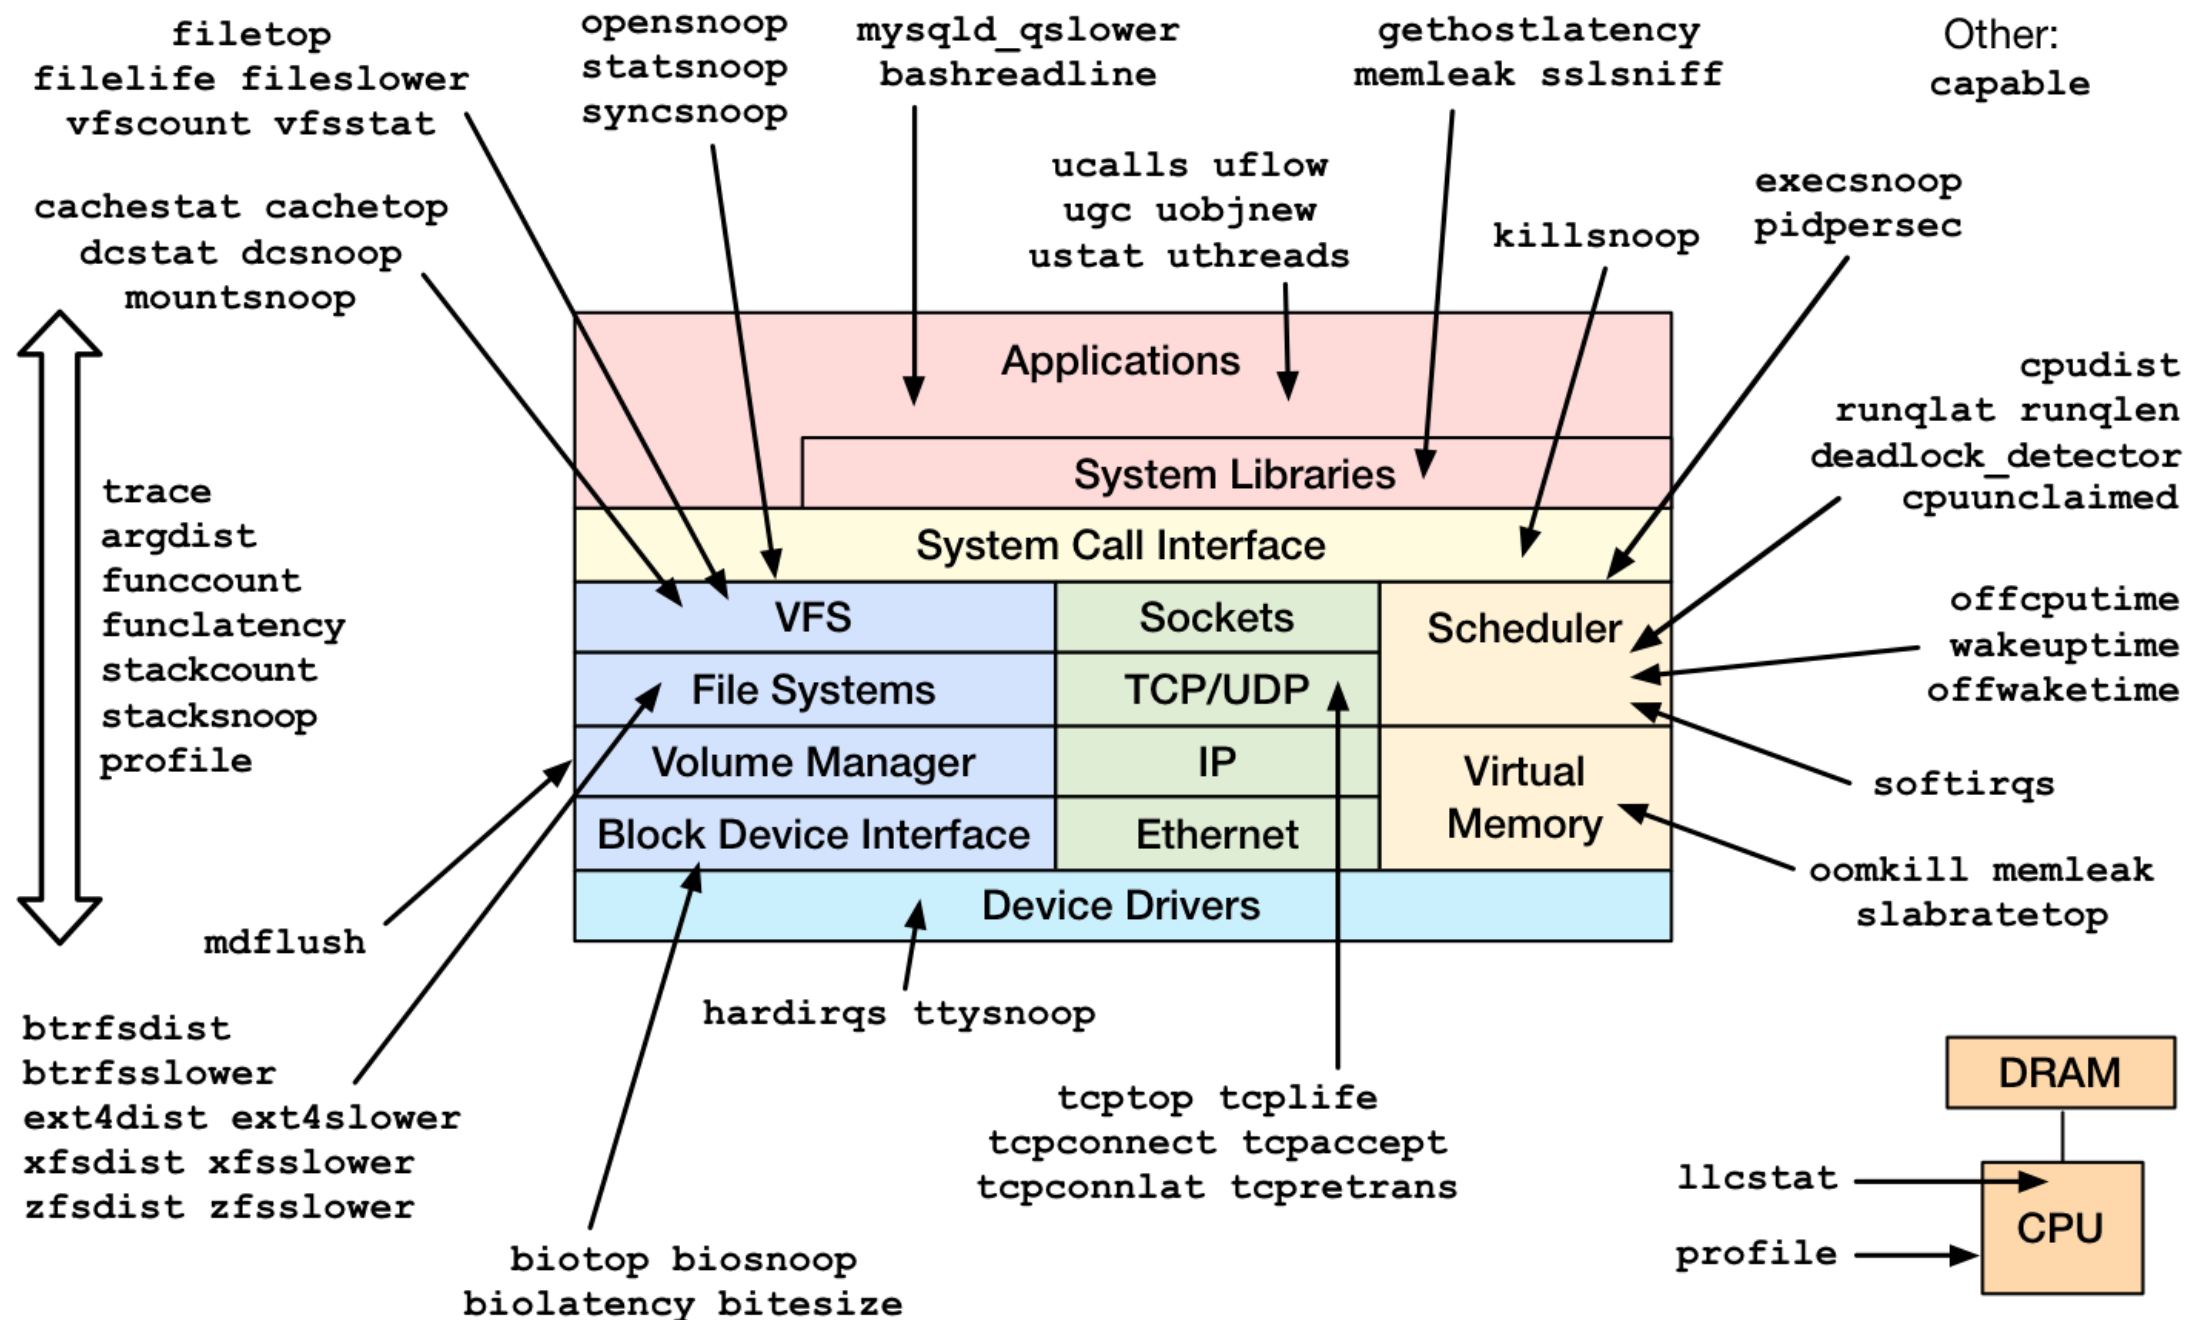 filetop
filelife fileslower
vfscount vfsstat
opensnoop
statsnoop
syncsnoop
mysqld_qslower
bashreadline
gethostlatency
memleak sslsniff
Other:
capable
cachestat cachetop
dcstat dcsnoop
mountsnoop
ucalls uflow
ugc uobjnew
ustat uthreads
killsnoop
execsnoop
pidpersec
trace
argdist
funccount
funclatency
stackcount
stacksnoop
profile
Applications
System Libraries
System Call Interface
VFS
Sockets
Scheduler
File Systems
TCP/UDP
Volume Manager
IP
Virtual
Memory
Block Device Interface
Ethernet
Device Drivers
cpudist
runqlat runqlen
deadlock_detector
cpuunclaimed
offcputime
wakeuptime
offwaketime
softirqs
oomkill memleak
slabratetop
mdflush
btrfsdist
btrfsslower
ext4dist ext4slower
xfsdist xfsslower
zfsdist zfsslower
hardirqs ttysnoop
biotop biosnoop
biolatency bitesize
tcptop tcplife
tcpconnect tcpaccept
tcpconnlat tcpretrans
DRAM
llcstat
CPU
profile